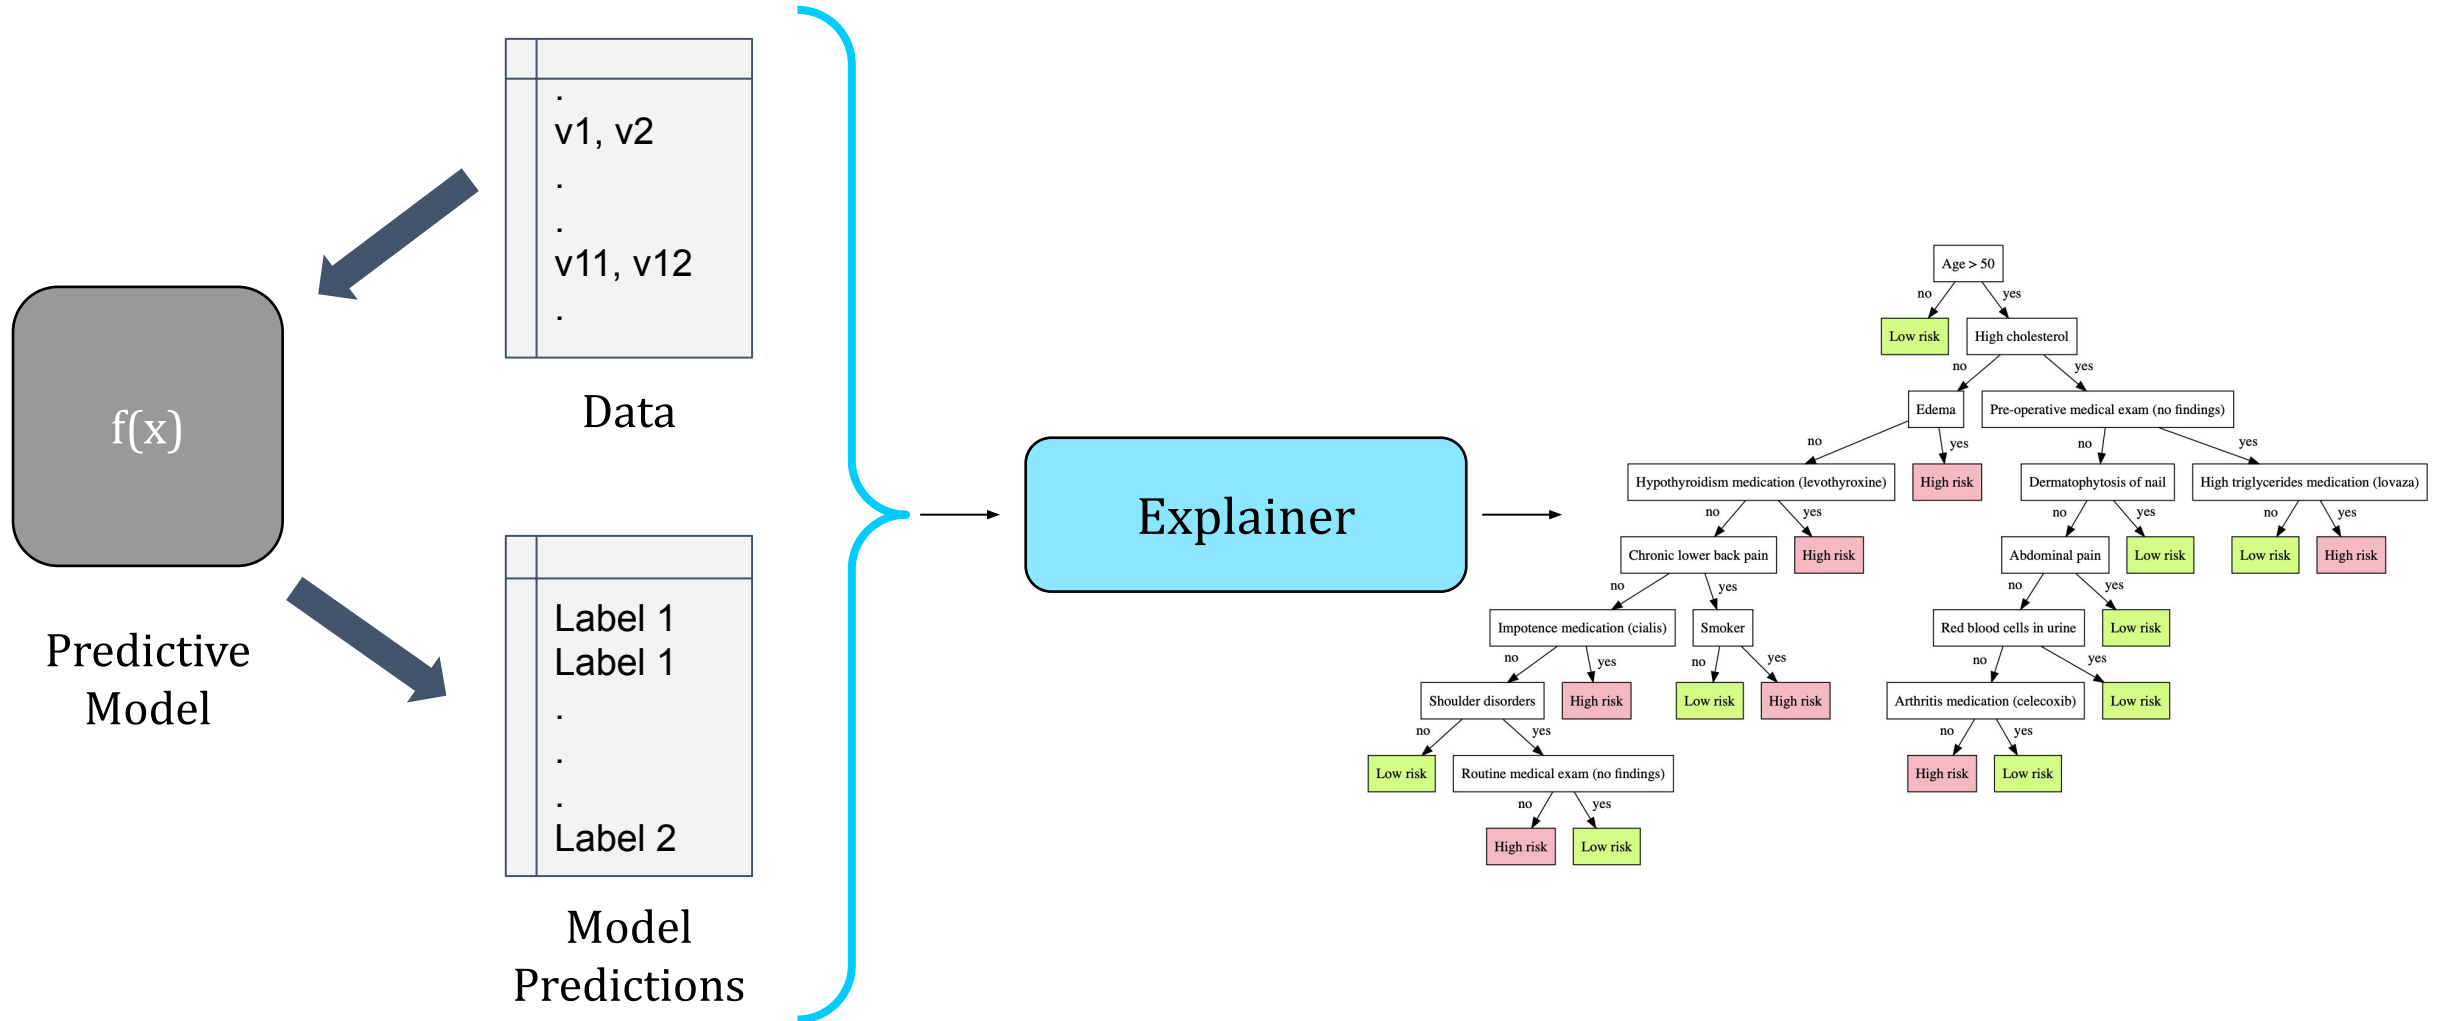 .
v1, v2
.
.
v11, v12
.
Data
f(x)
Predictive
Model
Label 1
Label 1
.
.
.
Label 2
Model
Predictions
Explainer
Age > 50
no
yes
Low risk
High cholesterol
no
yes
Edema
Pre-operative medical exam (no findings)
no
yes
no
yes
Hypothyroidism medication (levothyroxine)
High risk
Dermatophytosis of nail
High triglycerides medication (lovaza)
no
yes
no
yes
no
yes
Chronic lower back pain
High risk
Abdominal pain
Low risk
Low risk
High risk
no
yes
no
yes
Impotence medication (cialis)
Smoker
Red blood cells in urine
Low risk
no
yes
no
yes
no
yes
Shoulder disorders
High risk
Low risk
High risk
Arthritis medication (celecoxib)
Low risk
no
yes
no
yes
Low risk
Routine medical exam (no findings)
High risk
Low risk
no
yes
High risk
Low risk